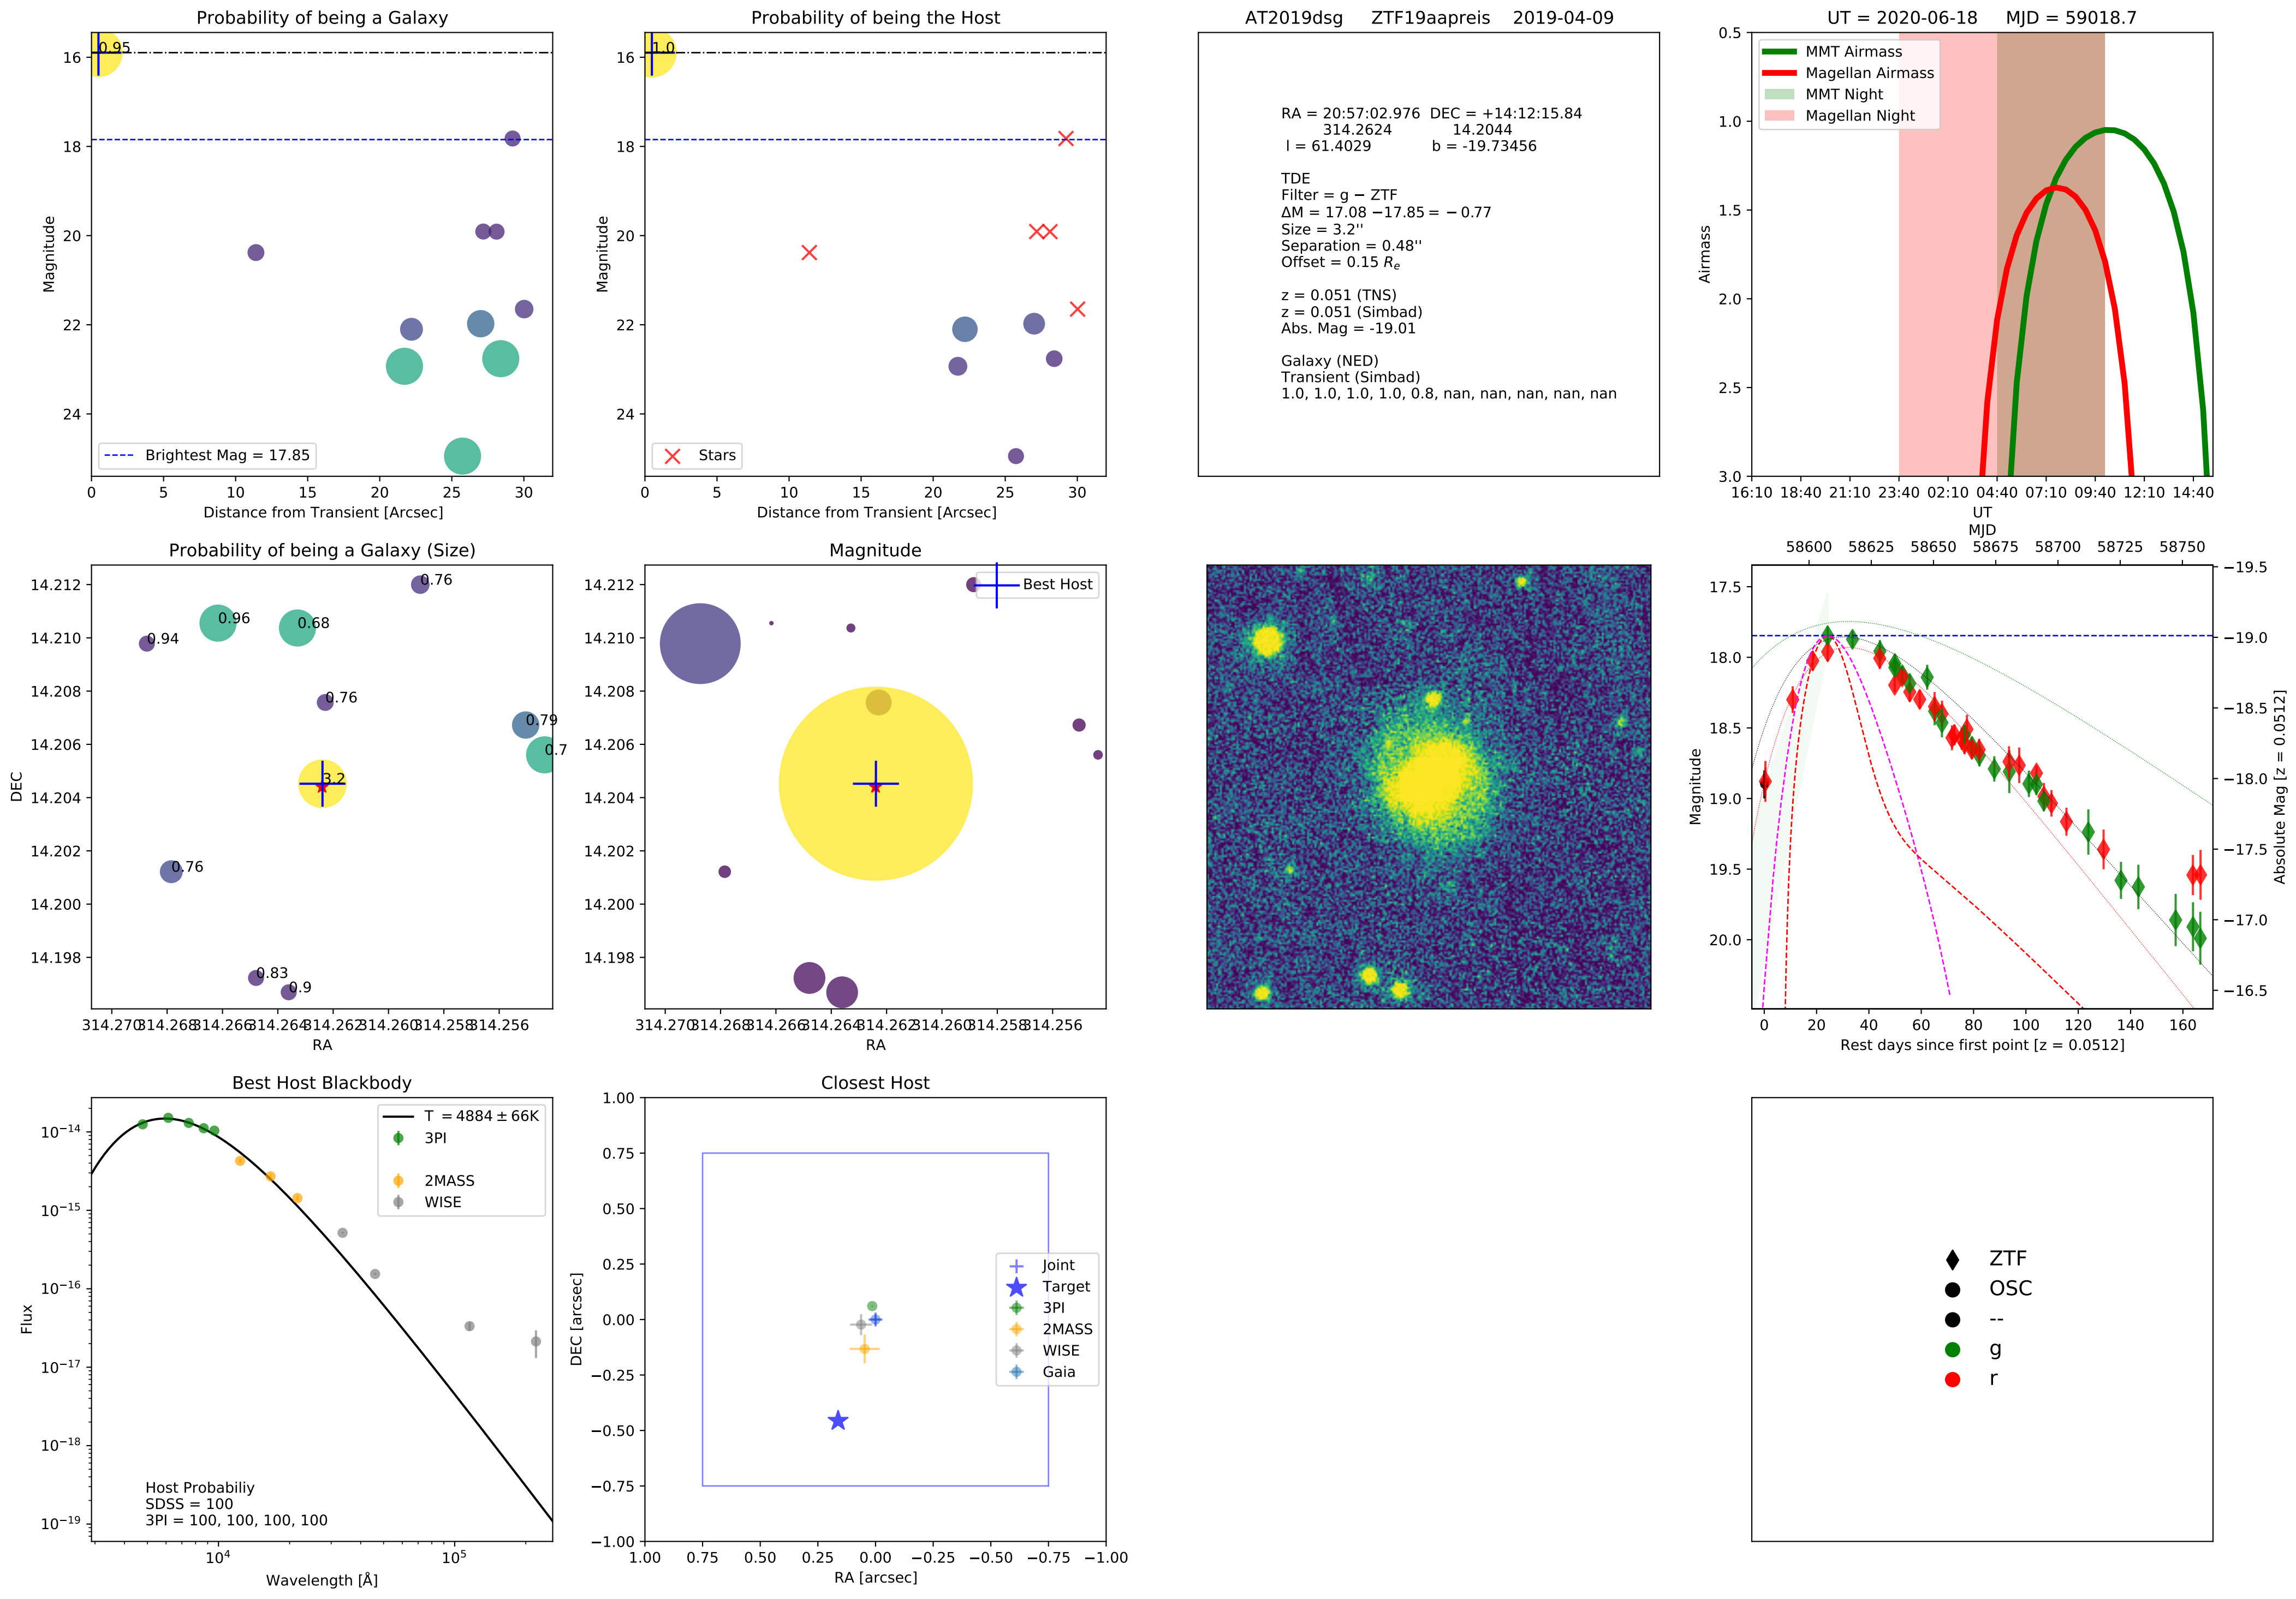 Probability of being a Galaxy
0.95
Magnitude
16
18
20
22
24
Brightest Mag = 17.85
0 5 10 15 20 25 30
Distance from Transient [Arcsec]
Probability of being the Host
1.0
Magnitude
16
18
20
22
24
Stars
0 5 10 15 20 25 30
Distance from Transient [Arcsec]
AT2019dsg ZTF19aapreis 2019-04-09
RA = 20:57:02.976 DEC = +14:12:15.84
314.2624 14.2044
l = 61.4029 b = -19.73456
TDE
Filter = g − ZTF
ΔM = 17.08 −17.85 = −0.77
Size = 3.2''
Separation = 0.48''
Offset = 0.15 Re
z = 0.051 (TNS)
z = 0.051 (Simbad)
Abs. Mag = -19.01
Galaxy (NED)
Transient (Simbad)
1.0, 1.0, 1.0, 1.0, 0.8, nan, nan, nan, nan, nan
UT = 2020-06-18 MJD = 59018.7
MMT Airmass
Magellan Airmass
MMT Night
Magellan Night
Airmass
0.5
1.0
1.5
2.0
2.5
3.0
16:10 18:40 21:10 23:40 02:10 04:40 07:10 09:40 12:10 14:40
UT
Probability of being a Galaxy (Size)
DEC
14.212
14.210
14.208
14.206
14.204
14.202
14.200
14.198
0.76
0.96
0.68
0.94
0.76
0.79
0.7
3.2
0.76
0.83
0.9
314.270 314.268 314.266 314.264 314.262 314.260 314.258 314.256
RA
Magnitude
Best Host
14.212
14.210
14.208
14.206
14.204
14.202
14.200
14.198
314.270 314.268 314.266 314.264 314.262 314.260 314.258 314.256
RA
MJD
58600 58625 58650 58675 58700 58725 58750
Magnitude
17.5
18.0
18.5
19.0
19.5
20.0
−19.5
−19.0
−18.5
−18.0
−17.5
−17.0
−16.5
Absolute Mag [z = 0.0512]
0 20 40 60 80 100 120 140 160
Rest days since first point [z = 0.0512]
Best Host Blackbody
T = 4884 ± 66K
3PI
2MASS
WISE
Flux
10−14
10−15
10−16
10−17
10−18
10−19
Host Probabiliy
SDSS = 100
3PI = 100, 100, 100, 100
104 105
Wavelength [Å]
Closest Host
DEC [arcsec]
1.00
0.75
0.50
0.25
0.00
−0.25
−0.50
−0.75
−1.00
Joint
Target
3PI
2MASS
WISE
Gaia
1.00 0.75 0.50 0.25 0.00 −0.25 −0.50 −0.75 −1.00
RA [arcsec]
ZTF
OSC
--
g
r